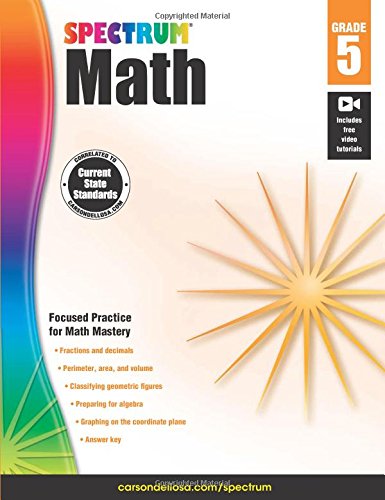 Copyrighted Material
SPECTRUM®
Math
GRADE
5
Includes
free
video
tutorials
CORRELATED TO
Current
State
Standards
CARSONDELLOSA.COM
Focused Practice
for Math Mastery
• Fractions and decimals
• Perimeter, area, and volume
• Classifying geometric figures
• Preparing for algebra
• Graphing on the coordinate plane
• Answer key
carsondellosa.com/spectrum
Copyrighted Material